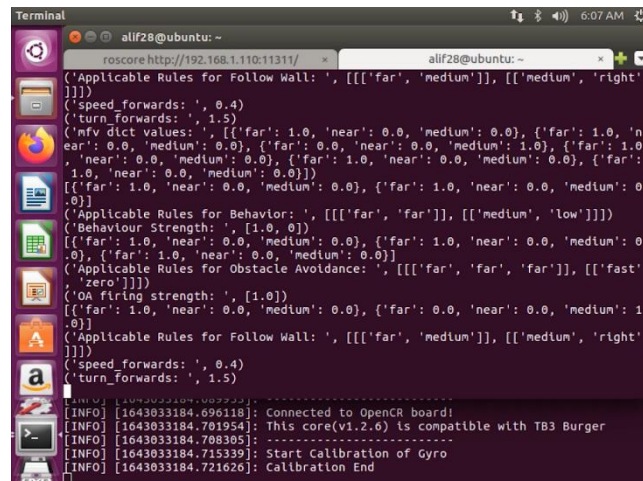 Terminal
6:07 AM
alif28@ubuntu: ~
roscore http://192.168.1.110:11311/ × alif28@ubuntu: ~ ×
('Applicable Rules for Follow Wall: ', [[['far', 'medium']], [['medium', 'right'
]]])
('speed_forwards: ', 0.4)
('turn_forwards: ', 1.5)
('mfv dict values: ', [{'far': 1.0, 'near': 0.0, 'medium': 0.0}, {'far': 1.0, 'n
ear': 0.0, 'medium': 0.0}, {'far': 0.0, 'near': 0.0, 'medium': 1.0}, {'far': 1.0
, 'near': 0.0, 'medium': 0.0}, {'far': 1.0, 'near': 0.0, 'medium': 0.0}, {'far':
1.0, 'near': 0.0, 'medium': 0.0}])
[{'far': 1.0, 'near': 0.0, 'medium': 0.0}, {'far': 1.0, 'near': 0.0, 'medium': 0
.0}]
('Applicable Rules for Behavior: ', [[['far', 'far']], [['medium', 'low']]])
('Behaviour Strength: ', [1.0, 0])
[{'far': 1.0, 'near': 0.0, 'medium': 0.0}, {'far': 1.0, 'near': 0.0, 'medium': 0
.0}, {'far': 1.0, 'near': 0.0, 'medium': 0.0}]
('Applicable Rules for Obstacle Avoidance: ', [[['far', 'far', 'far']], [['fast'
, 'zero']]])
('OA firing strength: ', [1.0])
[{'far': 1.0, 'near': 0.0, 'medium': 0.0}, {'far': 0.0, 'near': 0.0, 'medium': 1
.0}]
('Applicable Rules for Follow Wall: ', [[['far', 'medium']], [['medium', 'right'
]]])
('speed_forwards: ', 0.4)
('turn_forwards: ', 1.5)
[INFO] [1643033184.689953]: --------------------------
[INFO] [1643033184.696118]: Connected to OpenCR board!
[INFO] [1643033184.701954]: This core(v1.2.6) is compatible with TB3 Burger
[INFO] [1643033184.708305]: --------------------------
[INFO] [1643033184.715339]: Start Calibration of Gyro
[INFO] [1643033184.721626]: Calibration End